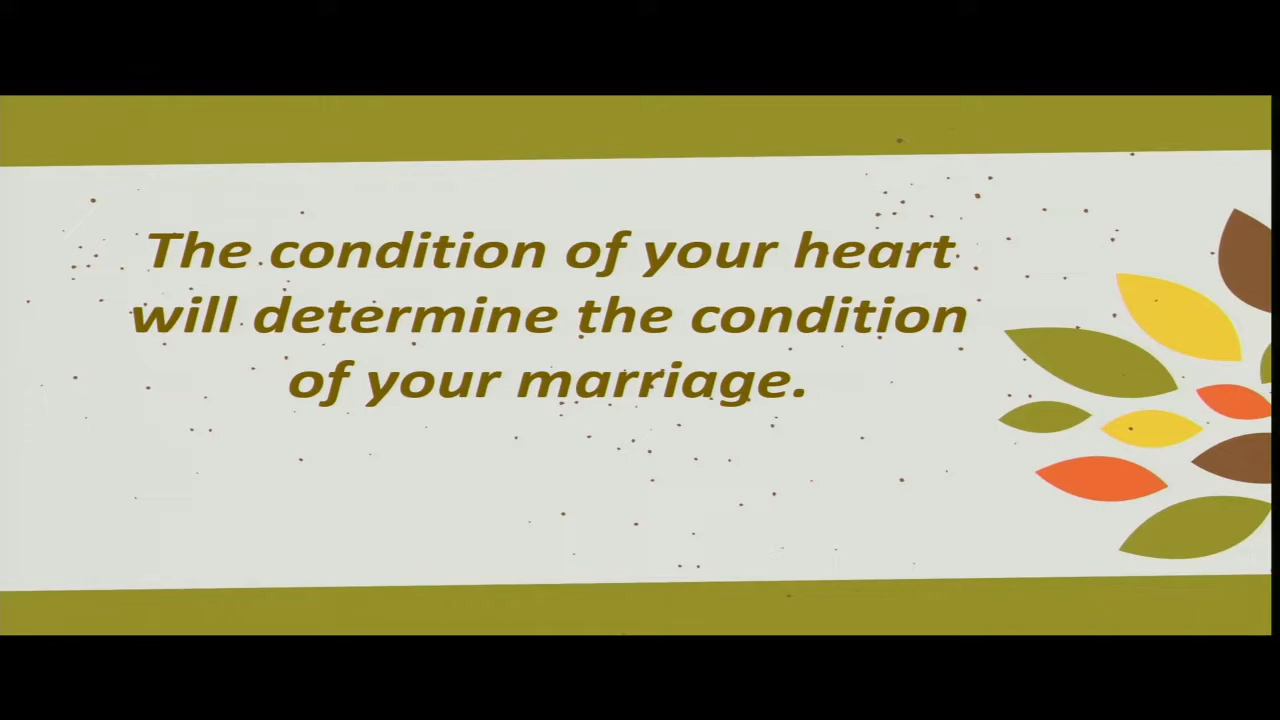 The condition of your heart
will determine the condition
of your marriage.